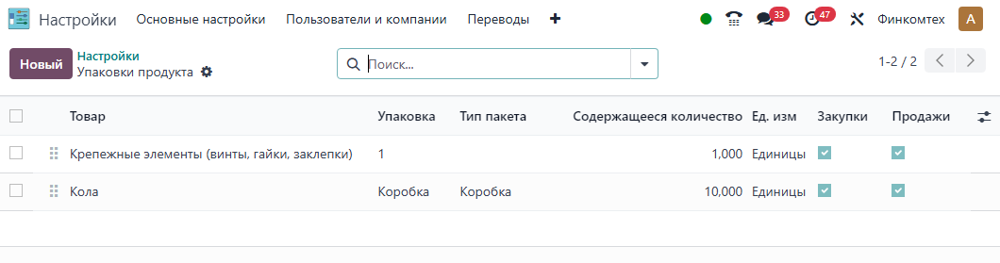 Настройки Основные настройки Пользователи и компании Переводы 33 47 Финкомтех А
Новый Настройки
Упаковки продукта
Поиск...
1-2 / 2
Товар Упаковка Тип пакета Содержащееся количество Ед. изм Закупки Продажи
Крепежные элементы (винты, гайки, заклепки) 1 1,000 Единицы
Кола Коробка Коробка 10,000 Единицы